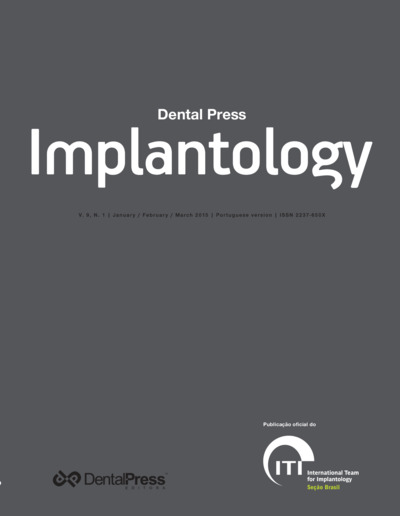 Dental Press
Implantology
V. 9, N. 1 | January / February / March 2015 | Portuguese version | ISSN 2237-650X
Publicação oficial do
ITI
International Team
for Implantology
Seção Brasil
DentalPress
EDITORA